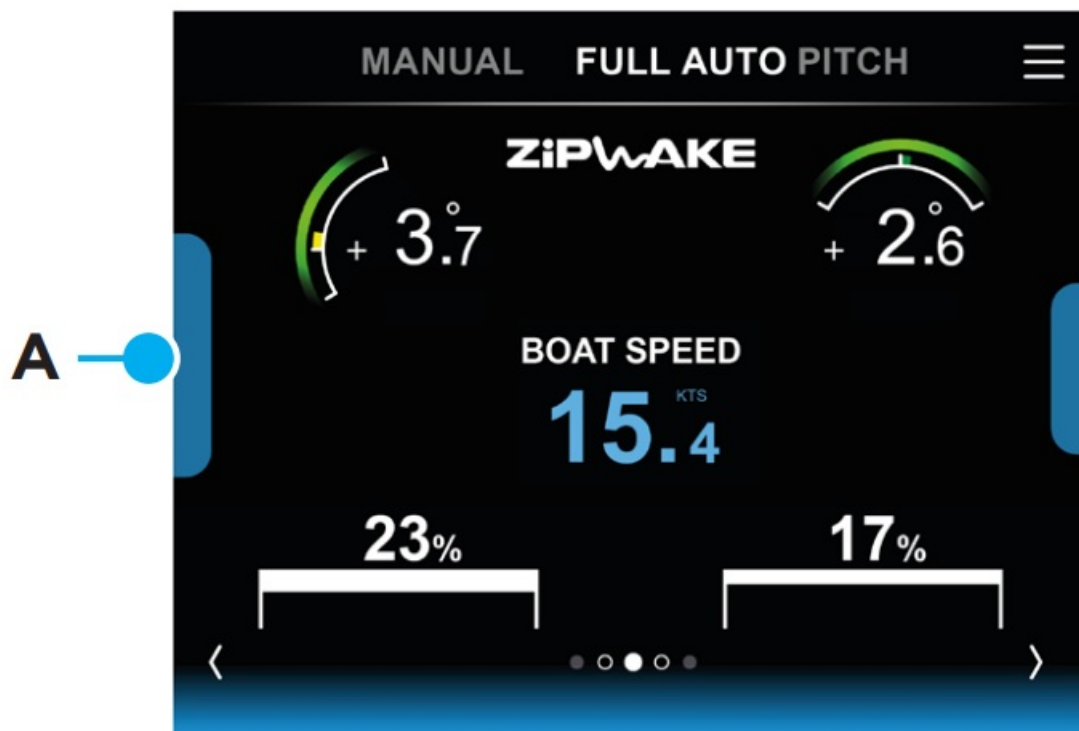 MANUAL FULL AUTO PITCH
ZiPWAKE
+ 3.7° + 2.6°
A
BOAT SPEED
15.4 KTS
23% 17%